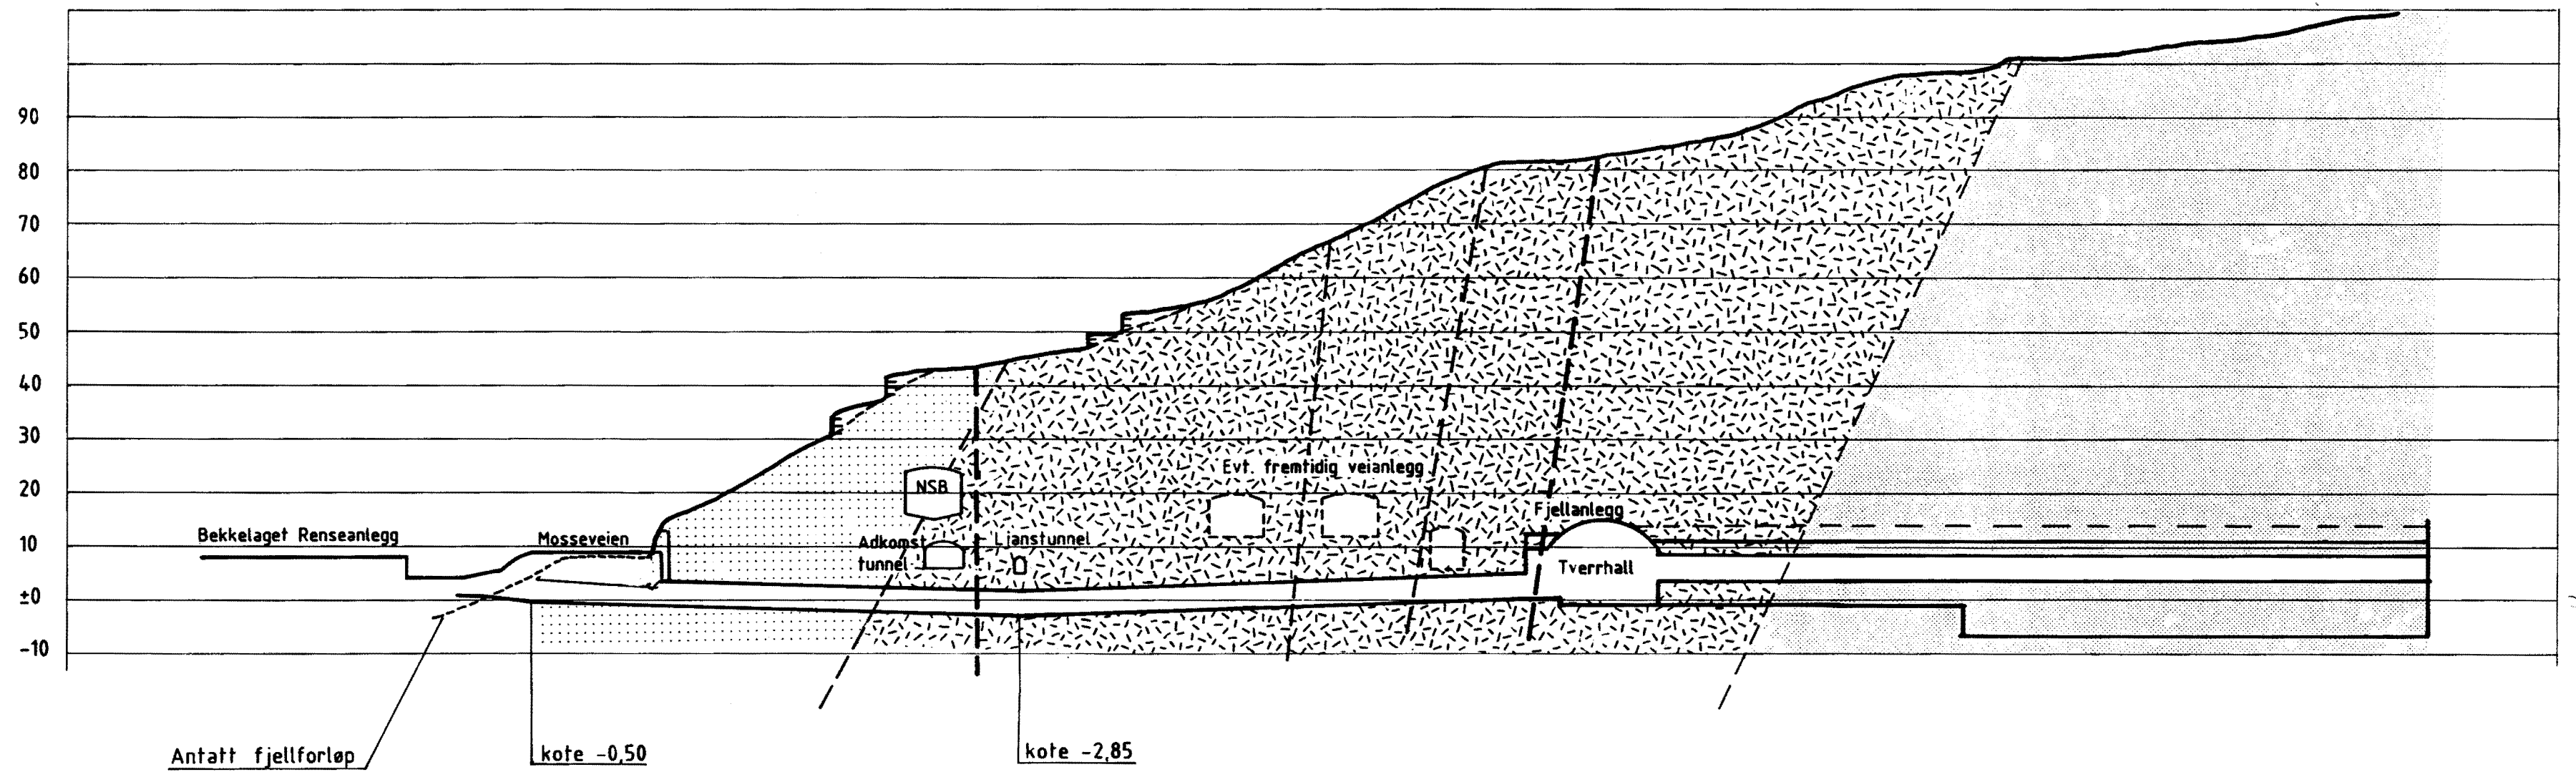 90
80
70
60
50
40
30
20
10
±0
-10
Bekkelaget Renseanlegg
Mosseveien
NSB
Adkomst
tunnel
Ljanstunnel
Evt. fremtidig veianlegg
Fjellanlegg
Tverrhall
Antatt fjellforløp
kote -0,50
kote -2,85